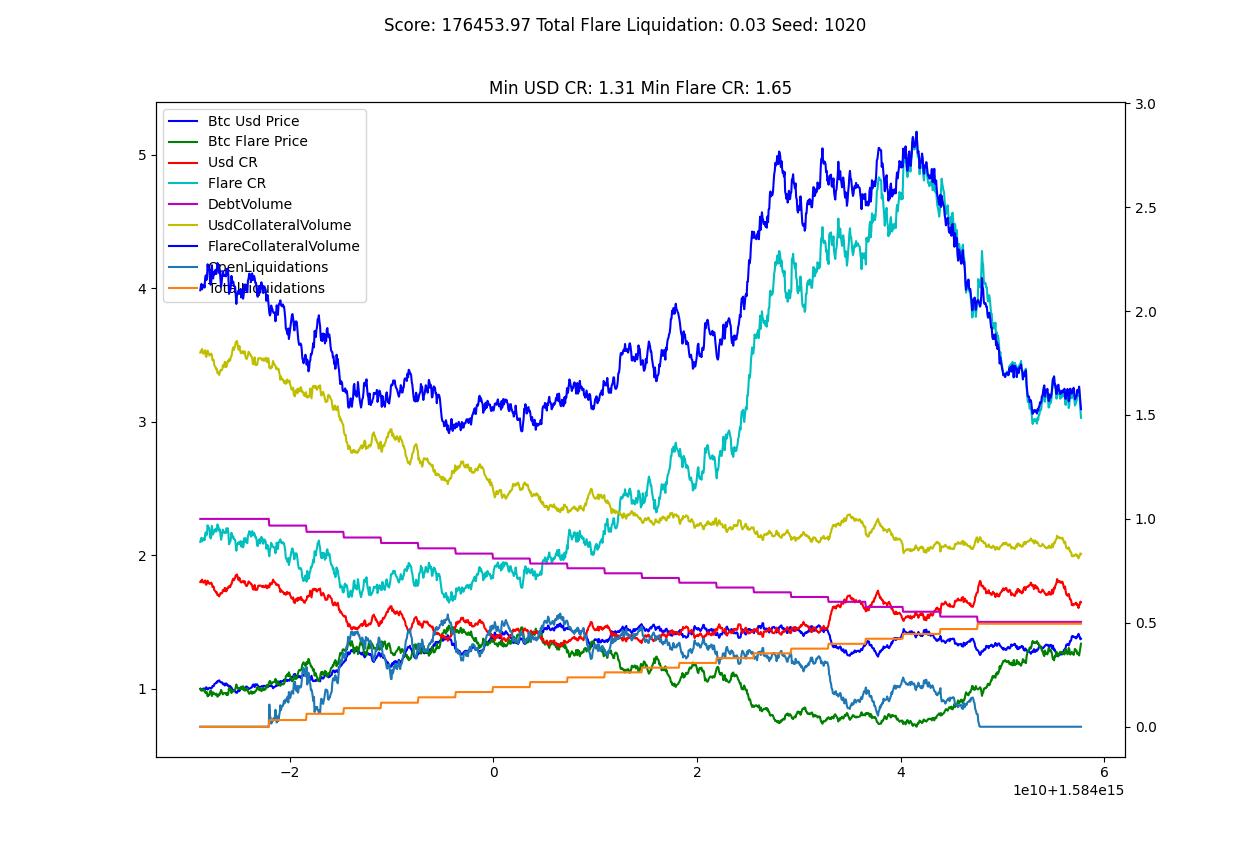 Score: 176453.97 Total Flare Liquidation: 0.03 Seed: 1020
Min USD CR: 1.31 Min Flare CR: 1.65
Btc Usd Price
Btc Flare Price
Usd CR
Flare CR
DebtVolume
UsdCollateralVolume
FlareCollateralVolume
OpenLiquidations
TotalLiquidations
5
4
3
2
1
3.0
2.5
2.0
1.5
1.0
0.5
0.0
−2 0 2 4 6
1e10+1.584e15